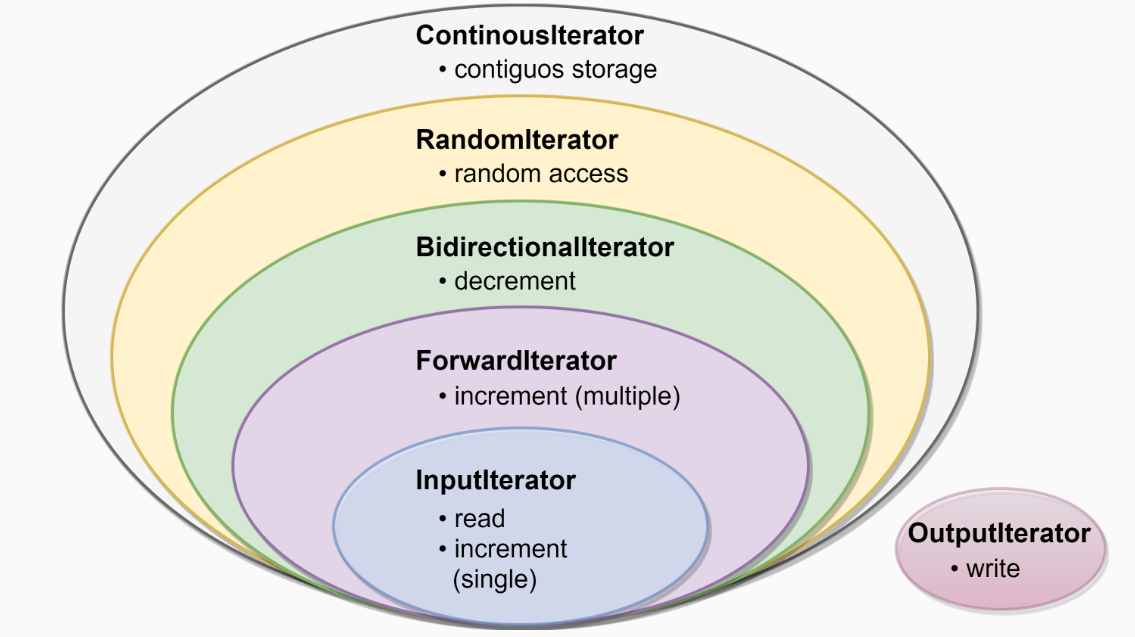 ContinousIterator
• contiguos storage
RandomIterator
• random access
BidirectionalIterator
• decrement
ForwardIterator
• increment (multiple)
InputIterator
• read
• increment
(single)
OutputIterator
• write